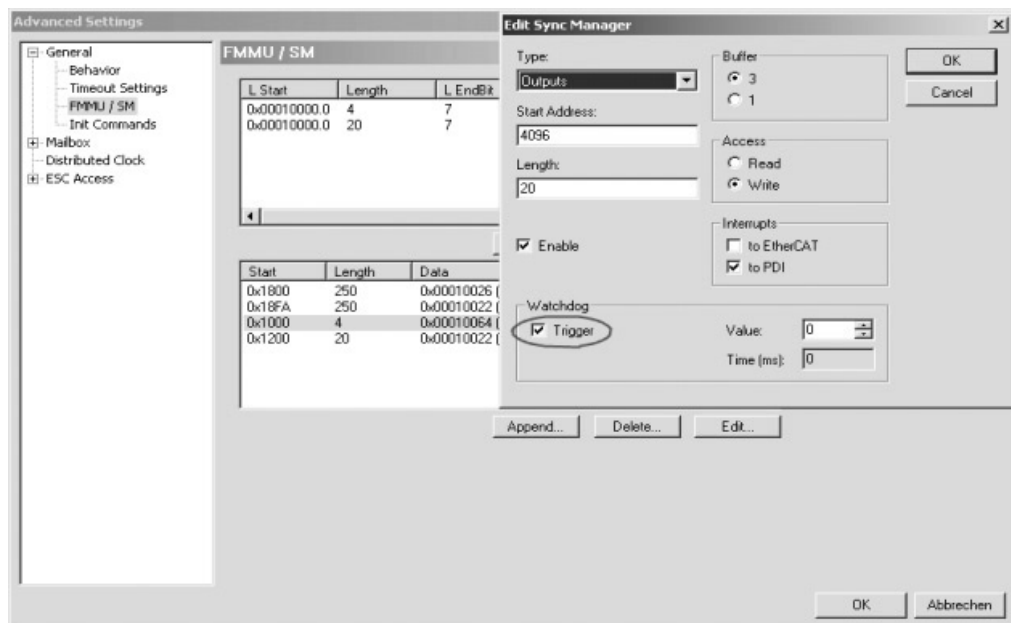 Advanced Settings
General
Behavior
Timeout Settings
FMMU / SM
Init Commands
Mailbox
Distributed Clock
ESC Access
FMMU / SM
L Start Length L EndBit
0x00010000.0 4 7
0x00010000.0 20 7
Start Length Data
0x1800 250 0x00010026 (
0x18FA 250 0x00010022 (
0x1000 4 0x00010064 (
0x1200 20 0x00010022 (
Append... Delete... Edit...
Edit Sync Manager
Type:
Outputs
Start Address:
4096
Length:
20
Enable
Buffer
3
1
Access
Read
Write
Interrupts
to EtherCAT
to PDI
Watchdog
Trigger
Value: 0
Time (ms): 0
OK
Cancel
OK Abbrechen